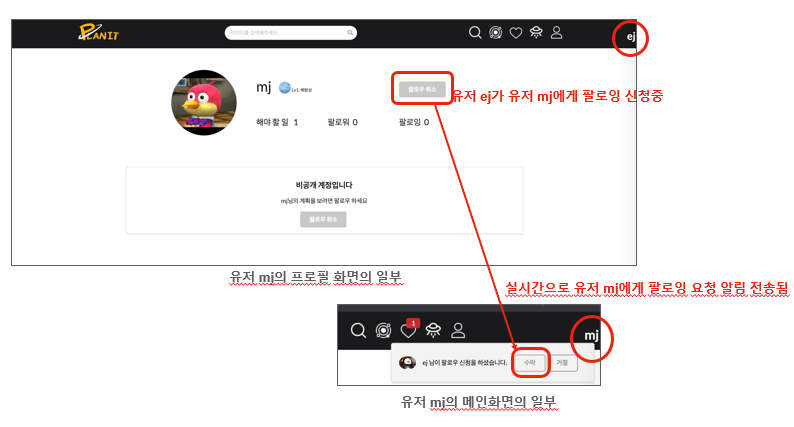 PLANIT
아이디를 검색해주세요
ej
mj
Lv1. 해왕성
팔로우 취소
유저 ej가 유저 mj에게 팔로잉 신청중
해야 할 일 1 팔로워 0 팔로잉 0
비공개 계정입니다
mj님의 계획을 보려면 팔로우 하세요
팔로우 취소
유저 mj의 프로필 화면의 일부
실시간으로 유저 mj에게 팔로잉 요청 알림 전송됨
1
mj
ej 님이 팔로우 신청을 하셨습니다. 수락 거절
유저 mj의 메인화면의 일부